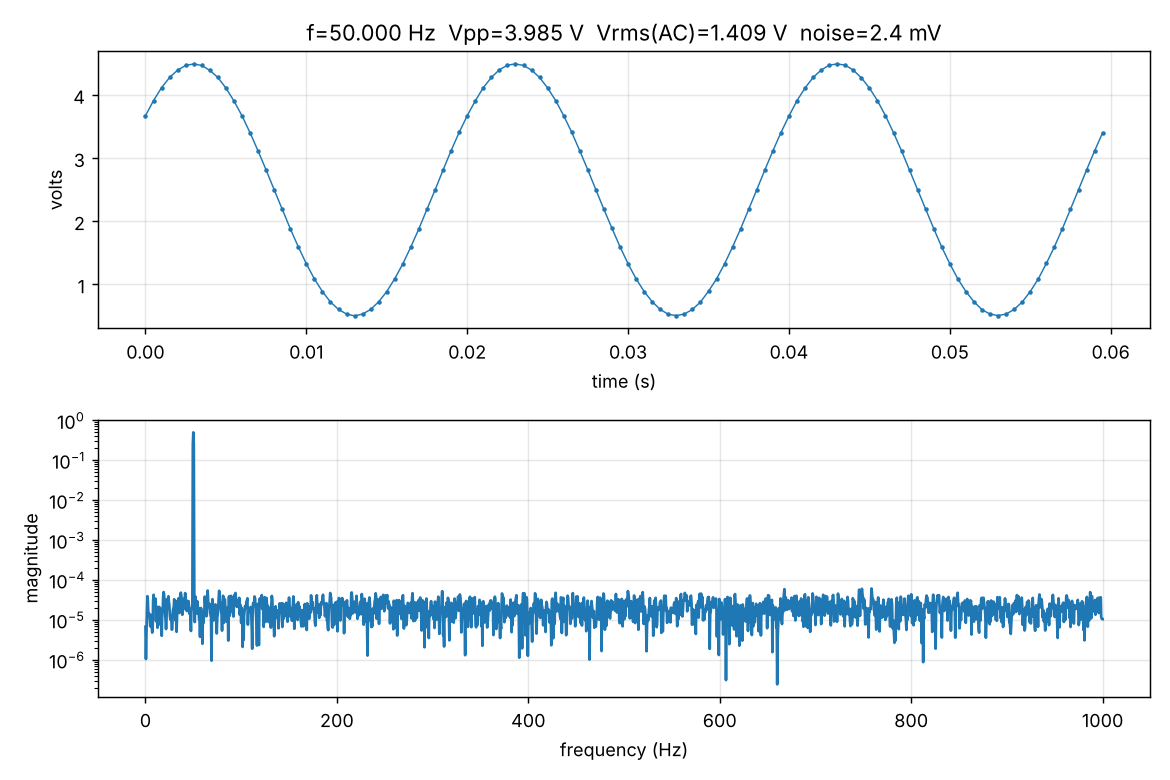 f=50.000 Hz  Vpp=3.985 V  Vrms(AC)=1.409 V  noise=2.4 mV
4
3
2
1
volts
0.00 0.01 0.02 0.03 0.04 0.05 0.06
time (s)
10⁰
10⁻¹
10⁻²
10⁻³
10⁻⁴
10⁻⁵
10⁻⁶
magnitude
0 200 400 600 800 1000
frequency (Hz)